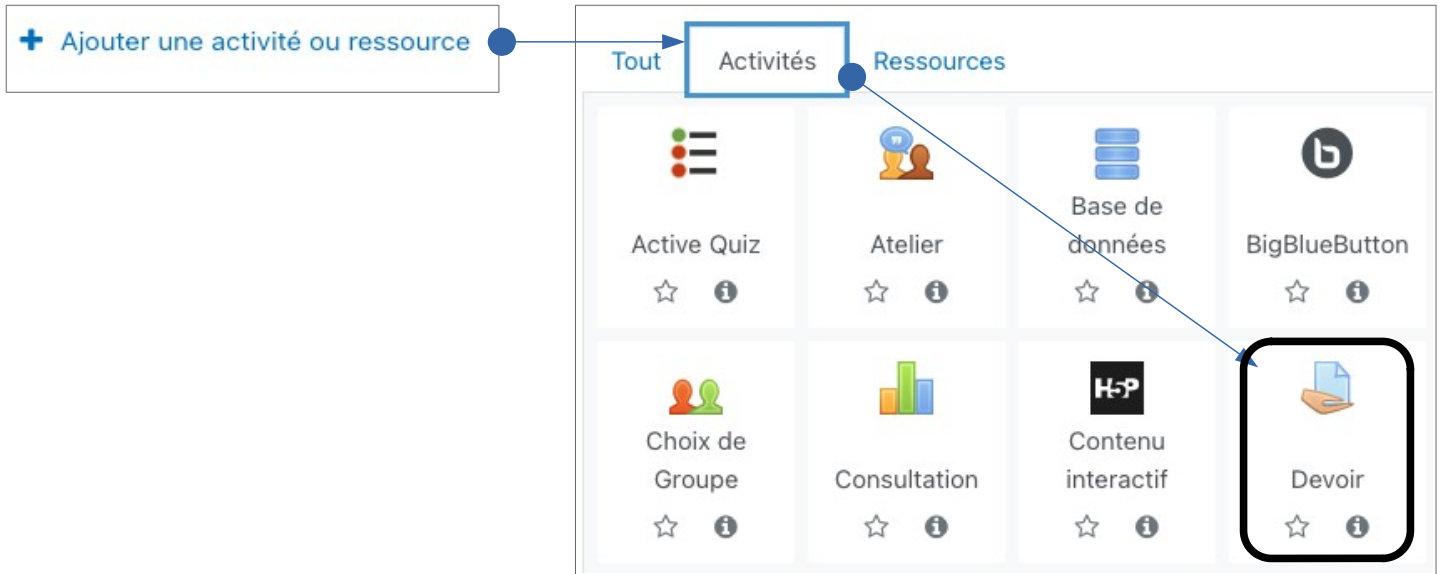 Ajouter une activité ou ressource
Tout Activités Ressources
Active Quiz
Atelier
Base de
données
BigBlueButton
Choix de
Groupe
Consultation
H5P
Contenu
interactif
Devoir